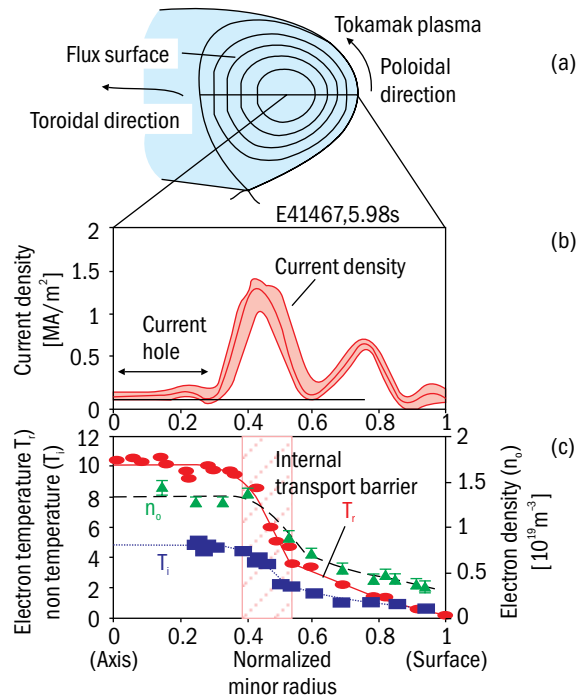 Tokamak plasma
(a)
Flux surface
Poloidal
direction
Toroidal direction
E41467,5.98s
(b)
Current density
[MA/m²]
2
1.5
1
0.5
0
Current density
Current
hole
0 0.2 0.4 0.6 0.8 1
(c)
Electron temperature Tr)
non temperature (Ti)
12
10
8
6
4
2
0
Internal
transport barrier
no
Tr
Ti
2
1.5
1
0.5
0
Electron density (no)
[10¹⁹m⁻³]
0 0.2 0.4 0.6 0.8 1
(Axis) Normalized (Surface)
minor radius